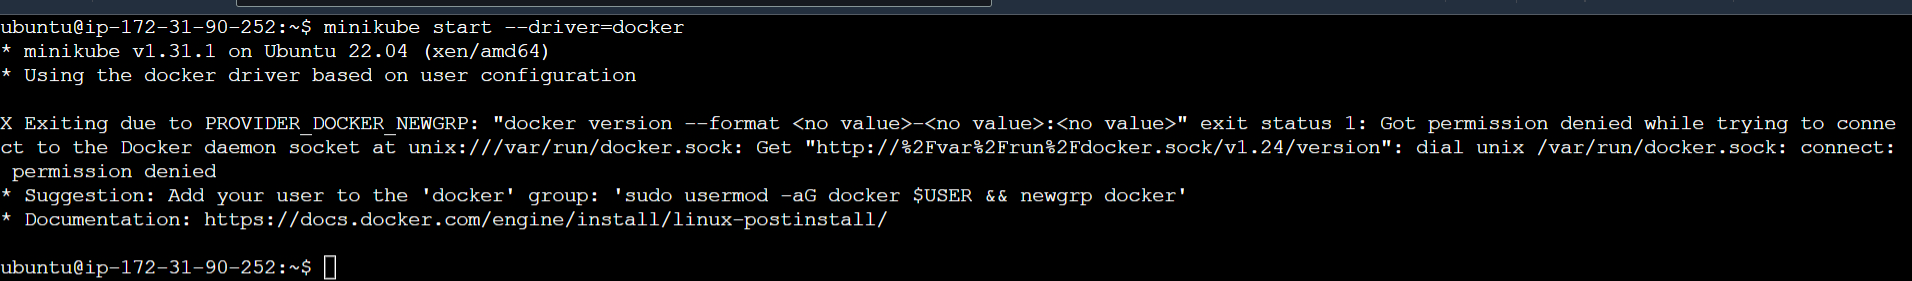 ubuntu@ip-172-31-90-252:~$ minikube start --driver=docker
* minikube v1.31.1 on Ubuntu 22.04 (xen/amd64)
* Using the docker driver based on user configuration
X Exiting due to PROVIDER_DOCKER_NEWGRP: "docker version --format <no value>-<no value>:<no value>" exit status 1: Got permission denied while trying to conne
ct to the Docker daemon socket at unix:///var/run/docker.sock: Get "http://%2Fvar%2Frun%2Fdocker.sock/v1.24/version": dial unix /var/run/docker.sock: connect:
 permission denied
* Suggestion: Add your user to the 'docker' group: 'sudo usermod -aG docker $USER && newgrp docker'
* Documentation: https://docs.docker.com/engine/install/linux-postinstall/
ubuntu@ip-172-31-90-252:~$